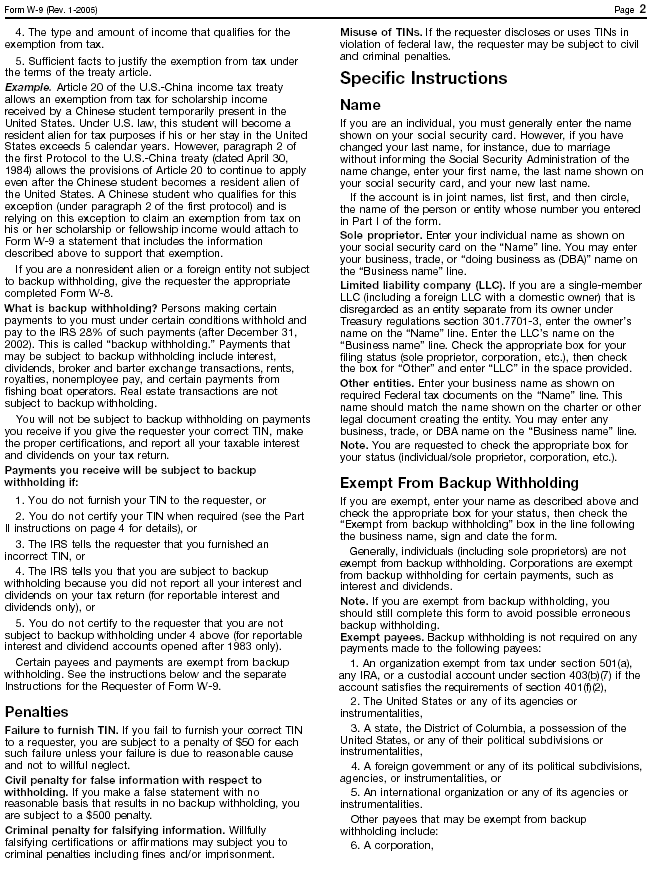 Form W-9 (Rev. 1-2005)
Page 2
4. The type and amount of income that qualifies for the
exemption from tax.
5. Sufficient facts to justify the exemption from tax under
the terms of the treaty article.
Example. Article 20 of the U.S.-China income tax treaty
allows an exemption from tax for scholarship income
received by a Chinese student temporarily present in the
United States. Under U.S. law, this student will become a
resident alien for tax purposes if his or her stay in the United
States exceeds 5 calendar years. However, paragraph 2 of
the first Protocol to the U.S.-China treaty (dated April 30,
1984) allows the provisions of Article 20 to continue to apply
even after the Chinese student becomes a resident alien of
the United States. A Chinese student who qualifies for this
exception (under paragraph 2 of the first protocol) and is
relying on this exception to claim an exemption from tax on
his or her scholarship or fellowship income would attach to
Form W-9 a statement that includes the information
described above to support that exemption.
If you are a nonresident alien or a foreign entity not subject
to backup withholding, give the requester the appropriate
completed Form W-8.
What is backup withholding? Persons making certain
payments to you must under certain conditions withhold and
pay to the IRS 28% of such payments (after December 31,
2002). This is called “backup withholding.” Payments that
may be subject to backup withholding include interest,
dividends, broker and barter exchange transactions, rents,
royalties, nonemployee pay, and certain payments from
fishing boat operators. Real estate transactions are not
subject to backup withholding.
You will not be subject to backup withholding on payments
you receive if you give the requester your correct TIN, make
the proper certifications, and report all your taxable interest
and dividends on your tax return.
Payments you receive will be subject to backup
withholding if:
1. You do not furnish your TIN to the requester, or
2. You do not certify your TIN when required (see the Part
II instructions on page 4 for details), or
3. The IRS tells the requester that you furnished an
incorrect TIN, or
4. The IRS tells you that you are subject to backup
withholding because you did not report all your interest and
dividends on your tax return (for reportable interest and
dividends only), or
5. You do not certify to the requester that you are not
subject to backup withholding under 4 above (for reportable
interest and dividend accounts opened after 1983 only).
Certain payees and payments are exempt from backup
withholding. See the instructions below and the separate
Instructions for the Requester of Form W-9.
Penalties
Failure to furnish TIN. If you fail to furnish your correct TIN
to a requester, you are subject to a penalty of $50 for each
such failure unless your failure is due to reasonable cause
and not to willful neglect.
Civil penalty for false information with respect to
withholding. If you make a false statement with no
reasonable basis that results in no backup withholding, you
are subject to a $500 penalty.
Criminal penalty for falsifying information. Willfully
falsifying certifications or affirmations may subject you to
criminal penalties including fines and/or imprisonment.
Misuse of TINs. If the requester discloses or uses TINs in
violation of federal law, the requester may be subject to civil
and criminal penalties.
Specific Instructions
Name
If you are an individual, you must generally enter the name
shown on your social security card. However, if you have
changed your last name, for instance, due to marriage
without informing the Social Security Administration of the
name change, enter your first name, the last name shown on
your social security card, and your new last name.
If the account is in joint names, list first, and then circle,
the name of the person or entity whose number you entered
in Part I of the form.
Sole proprietor. Enter your individual name as shown on
your social security card on the “Name” line. You may enter
your business, trade, or “doing business as (DBA)” name on
the “Business name” line.
Limited liability company (LLC). If you are a single-member
LLC (including a foreign LLC with a domestic owner) that is
disregarded as an entity separate from its owner under
Treasury regulations section 301.7701-3, enter the owner’s
name on the “Name” line. Enter the LLC’s name on the
“Business name” line. Check the appropriate box for your
filing status (sole proprietor, corporation, etc.), then check
the box for “Other” and enter “LLC” in the space provided.
Other entities. Enter your business name as shown on
required Federal tax documents on the “Name” line. This
name should match the name shown on the charter or other
legal document creating the entity. You may enter any
business, trade, or DBA name on the “Business name” line.
Note. You are requested to check the appropriate box for
your status (individual/sole proprietor, corporation, etc.).
Exempt From Backup Withholding
If you are exempt, enter your name as described above and
check the appropriate box for your status, then check the
“Exempt from backup withholding” box in the line following
the business name, sign and date the form.
Generally, individuals (including sole proprietors) are not
exempt from backup withholding. Corporations are exempt
from backup withholding for certain payments, such as
interest and dividends.
Note. If you are exempt from backup withholding, you
should still complete this form to avoid possible erroneous
backup withholding.
Exempt payees. Backup withholding is not required on any
payments made to the following payees:
1. An organization exempt from tax under section 501(a),
any IRA, or a custodial account under section 403(b)(7) if the
account satisfies the requirements of section 401(f)(2),
2. The United States or any of its agencies or
instrumentalities,
3. A state, the District of Columbia, a possession of the
United States, or any of their political subdivisions or
instrumentalities,
4. A foreign government or any of its political subdivisions,
agencies, or instrumentalities, or
5. An international organization or any of its agencies or
instrumentalities.
Other payees that may be exempt from backup
withholding include:
6. A corporation,